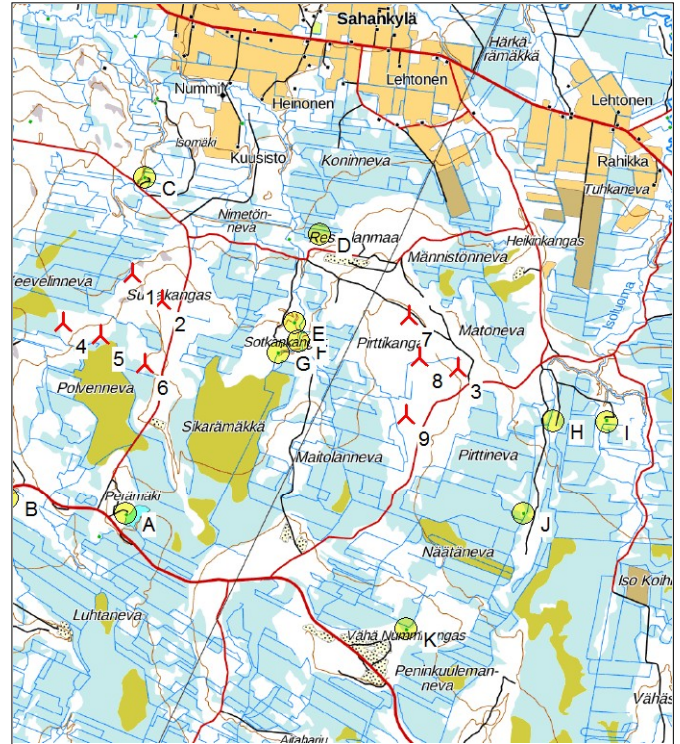 Sahankylä
Härkä-
rämäkkä
Lehtonen
Nummi
Heinonen
Lehtonen
Isomäki
Kuusisto
Koninneva
Rahikka
Tuhkaneva
C
Nimetön-
neva
D
Männistönneva
Heikinkangas
Isoluoma
1
2
4
5
6
E
Sotkankangas
F
G
Pirttikangas
7
8
3
Matoneva
Polvenneva
Sikarämäkkä
Maitolanneva
9
Pirttineva
H
I
B
Perämäki
A
J
Näätäneva
Iso Koih
Luhtaneva
Vähä Nummikangas
K
Peninkuuleman-
neva
Vähäs